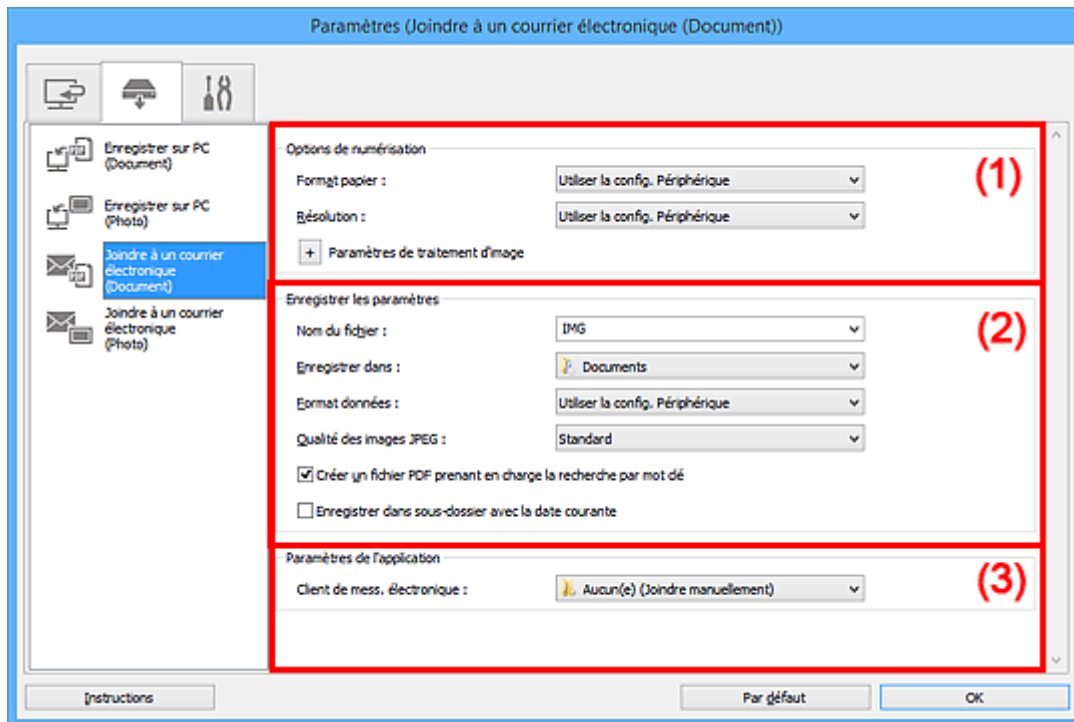 Paramètres (Joindre à un courrier électronique (Document))
Enregistrer sur PC
(Document)
Enregistrer sur PC
(Photo)
Joindre à un courrier
électronique
(Document)
Joindre à un courrier
électronique
(Photo)
Options de numérisation
(1)
Format papier : Utiliser la config. Périphérique
Résolution : Utiliser la config. Périphérique
+ Paramètres de traitement d'image
Enregistrer les paramètres
(2)
Nom du fichier : IMG
Enregistrer dans : Documents
Format données : Utiliser la config. Périphérique
Qualité des images JPEG : Standard
Créer un fichier PDF prenant en charge la recherche par mot clé
Enregistrer dans sous-dossier avec la date courante
Paramètres de l'application
(3)
Client de mess. électronique : Aucun(e) (Joindre manuellement)
Instructions Par défaut OK